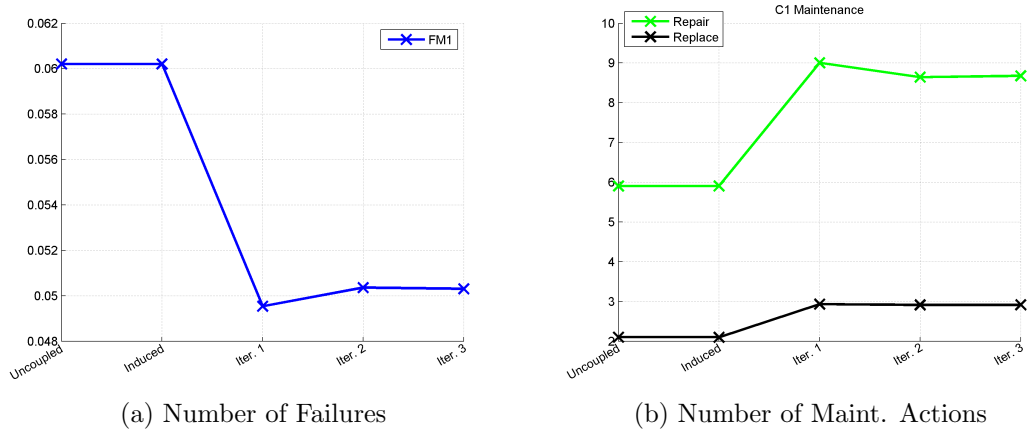 0.062
0.06
0.058
0.056
0.054
0.052
0.05
0.048
FM1
Uncoupled
Induced
Iter. 1
Iter. 2
Iter. 3
(a) Number of Failures
C1 Maintenance
10
9
8
7
6
5
4
3
2
Repair
Replace
Uncoupled
Induced
Iter. 1
Iter. 2
Iter. 3
(b) Number of Maint. Actions